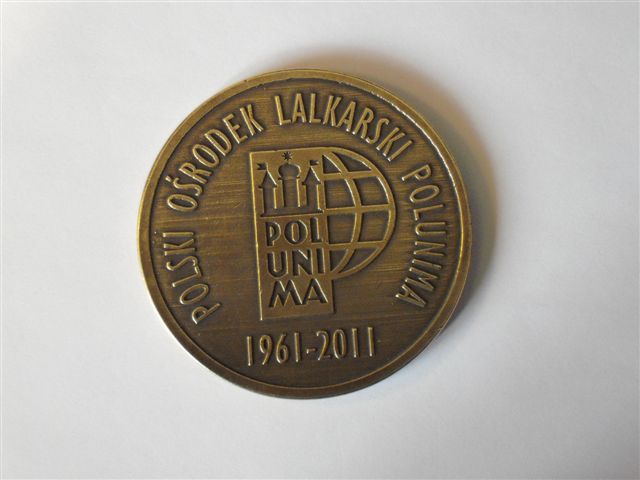 POLSKI OŚRODEK LALKARSKI POLUNIMA
POL
UNI
MA
1961-2011